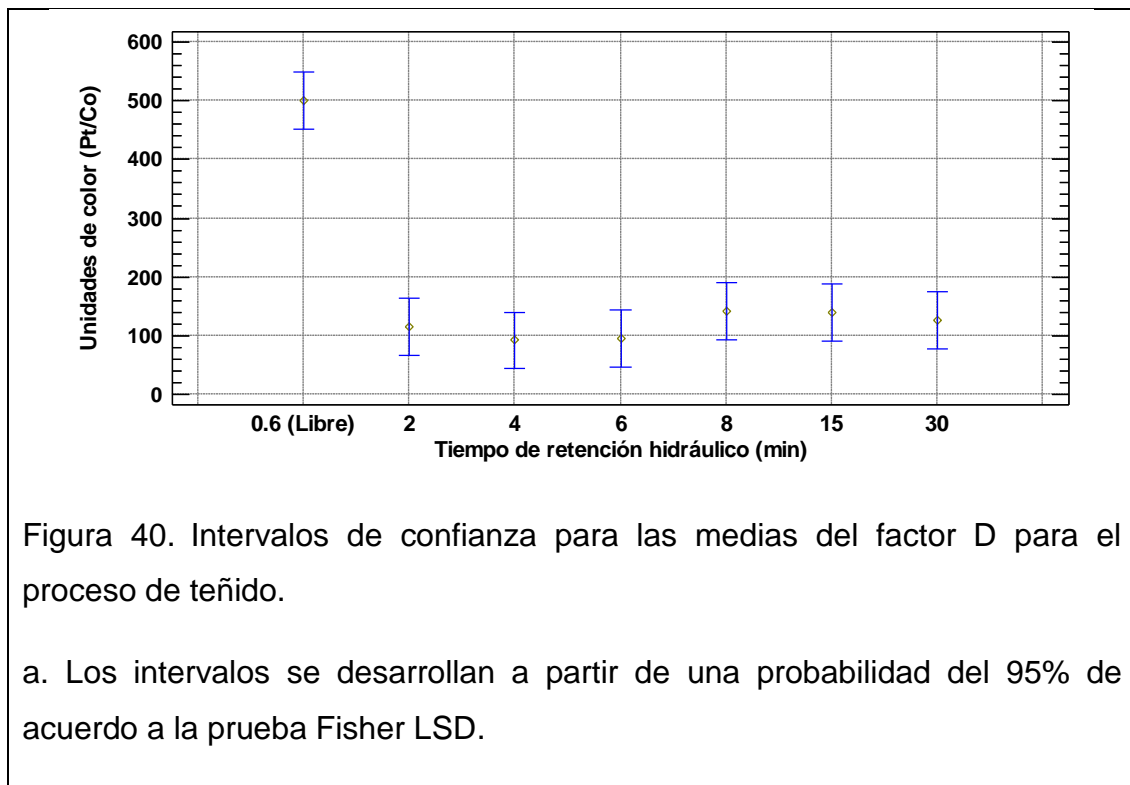 600
500
400
300
200
100
0
Unidades de color (Pt/Co)
0.6 (Libre) 2 4 6 8 15 30
Tiempo de retención hidráulico (min)
Figura 40. Intervalos de confianza para las medias del factor D para el
proceso de teñido.
a. Los intervalos se desarrollan a partir de una probabilidad del 95% de
acuerdo a la prueba Fisher LSD.